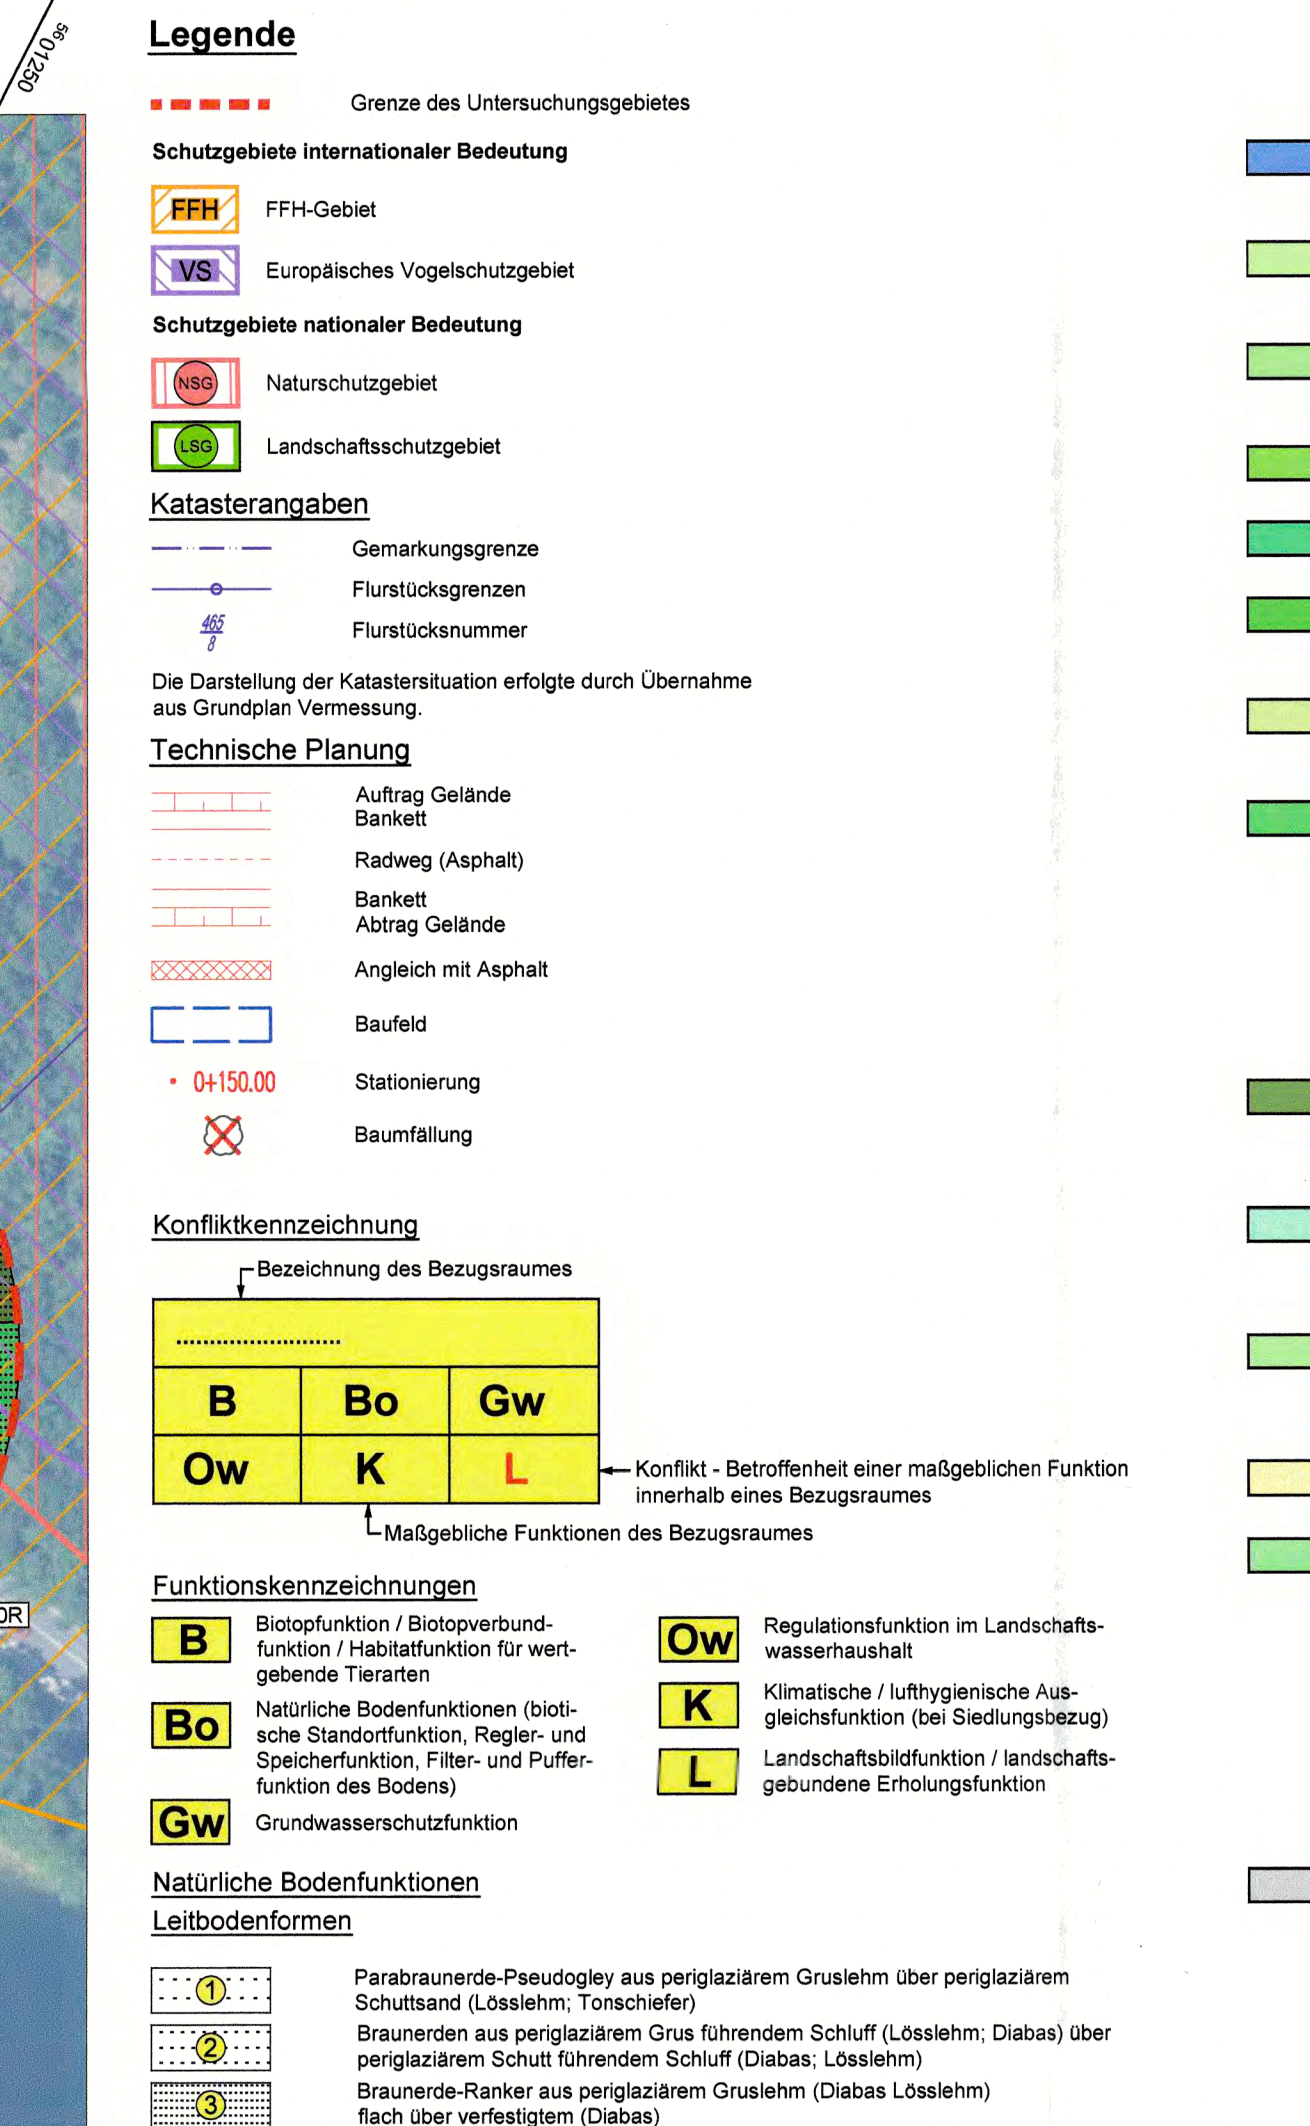 5601250
Legende
Grenze des Untersuchungsgebietes
Schutzgebiete internationaler Bedeutung
FFH FFH-Gebiet
VS Europäisches Vogelschutzgebiet
Schutzgebiete nationaler Bedeutung
NSG Naturschutzgebiet
LSG Landschaftsschutzgebiet
Katasterangaben
Gemarkungsgrenze
Flurstücksgrenzen
465
8
Flurstücksnummer
Die Darstellung der Katastersituation erfolgte durch Übernahme
aus Grundplan Vermessung.
Technische Planung
Auftrag Gelände
Bankett
Radweg (Asphalt)
Bankett
Abtrag Gelände
Angleich mit Asphalt
Baufeld
0+150.00 Stationierung
Baumfällung
Konfliktkennzeichnung
Bezeichnung des Bezugsraumes
........................
B Bo Gw
Ow K L
Konflikt - Betroffenheit einer maßgeblichen Funktion
innerhalb eines Bezugsraumes
Maßgebliche Funktionen des Bezugsraumes
Funktionskennzeichnungen
B
Biotopfunktion / Biotopverbund-
funktion / Habitatfunktion für wert-
gebende Tierarten
Bo
Natürliche Bodenfunktionen (bioti-
sche Standortfunktion, Regler- und
Speicherfunktion, Filter- und Puffer-
funktion des Bodens)
Gw Grundwasserschutzfunktion
Ow
Regulationsfunktion im Landschafts-
wasserhaushalt
K
Klimatische / lufthygienische Aus-
gleichsfunktion (bei Siedlungsbezug)
L
Landschaftsbildfunktion / landschafts-
gebundene Erholungsfunktion
Natürliche Bodenfunktionen
Leitbodenformen
1
Parabraunerde-Pseudogley aus periglaziärem Gruslehm über periglaziärem
Schuttsand (Lösslehm; Tonschiefer)
2
Braunerden aus periglaziärem Grus führendem Schluff (Lösslehm; Diabas) über
periglaziärem Schutt führendem Schluff (Diabas; Lösslehm)
3
Braunerde-Ranker aus periglaziärem Gruslehm (Diabas Lösslehm)
flach über verfestigtem (Diabas)